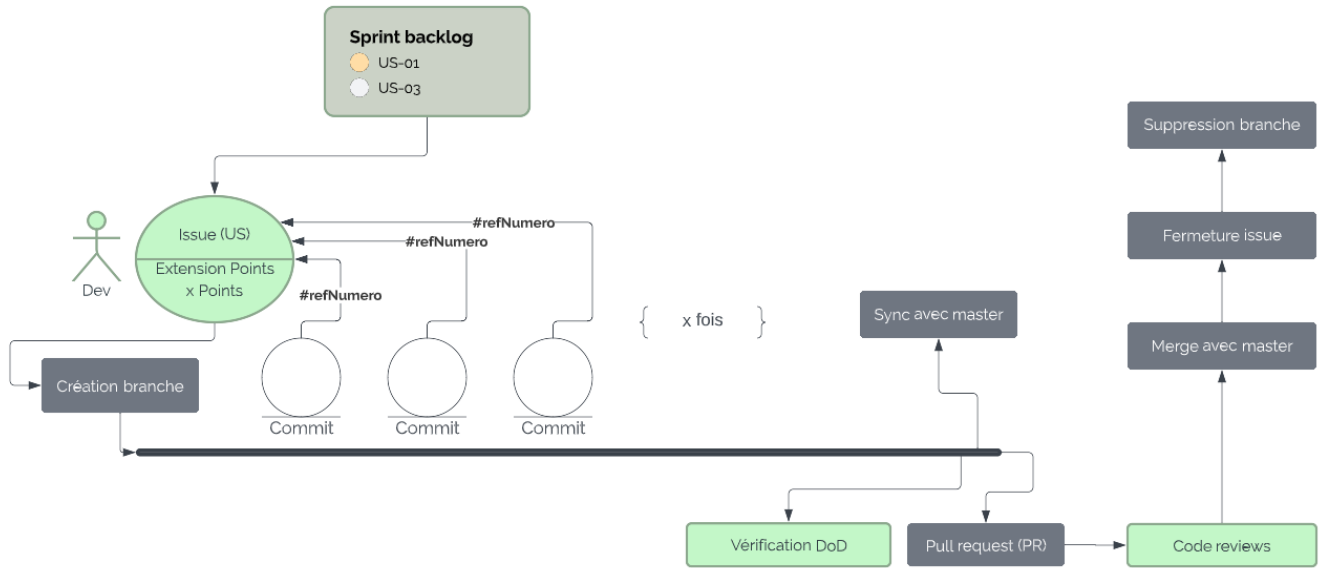 Sprint backlog
US-01
US-03
Issue (US)
Extension Points
x Points
Dev
#refNumero
#refNumero
#refNumero
{ x fois }
Création branche
Commit
Commit
Commit
Sync avec master
Vérification DoD
Pull request (PR)
Code reviews
Merge avec master
Fermeture issue
Suppression branche